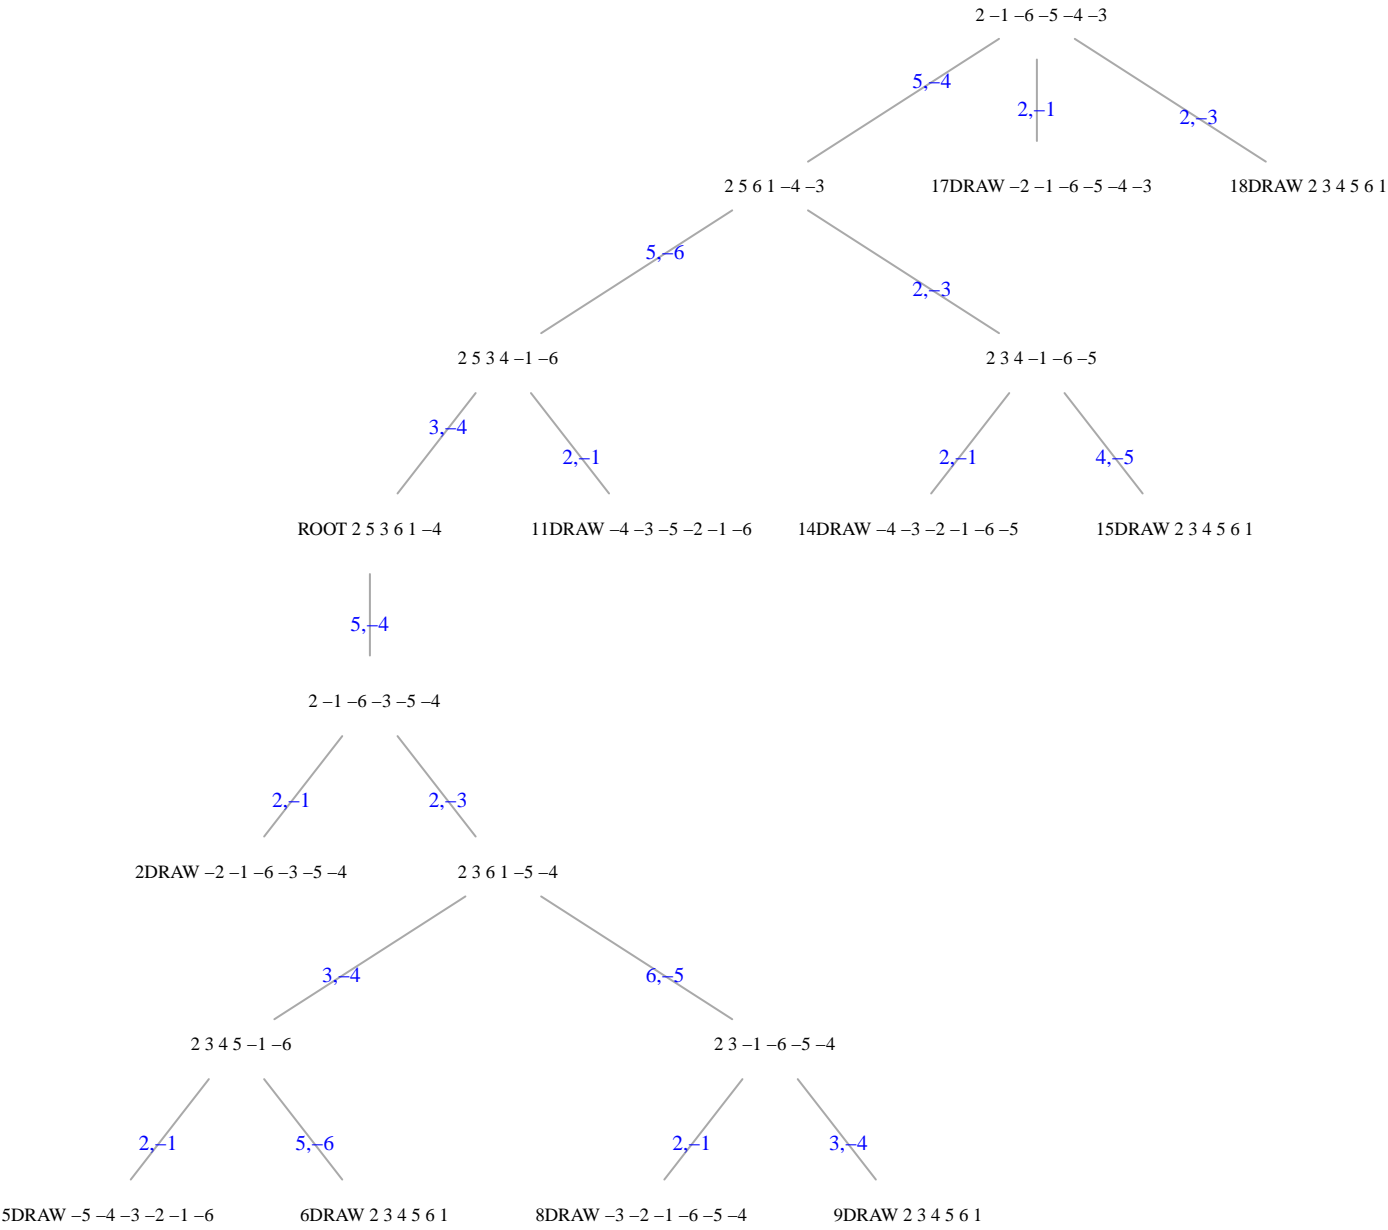 2 –1 –6 –5 –4 –3
5,–4
2,–1
2,–3
2 5 6 1 –4 –3
17DRAW –2 –1 –6 –5 –4 –3
18DRAW 2 3 4 5 6 1
5,–6
2,–3
2 5 3 4 –1 –6
2 3 4 –1 –6 –5
3,–4
2,–1
2,–1
4,–5
ROOT 2 5 3 6 1 –4
11DRAW –4 –3 –5 –2 –1 –6
14DRAW –4 –3 –2 –1 –6 –5
15DRAW 2 3 4 5 6 1
5,–4
2 –1 –6 –3 –5 –4
2,–1
2,–3
2DRAW –2 –1 –6 –3 –5 –4
2 3 6 1 –5 –4
3,–4
6,–5
2 3 4 5 –1 –6
2 3 –1 –6 –5 –4
2,–1
5,–6
2,–1
3,–4
5DRAW –5 –4 –3 –2 –1 –6
6DRAW 2 3 4 5 6 1
8DRAW –3 –2 –1 –6 –5 –4
9DRAW 2 3 4 5 6 1